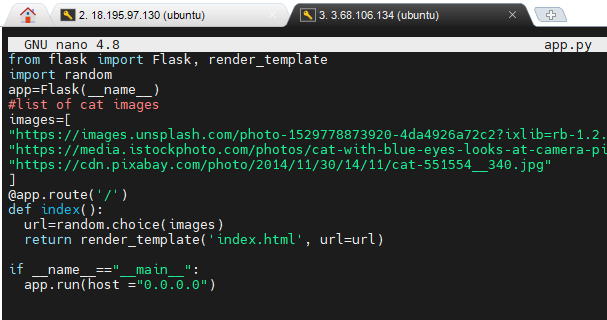 2. 18.195.97.130 (ubuntu)
3. 3.68.106.134 (ubuntu)
GNU nano 4.8 app.py
from flask import Flask, render_template
import random
app=Flask(__name__)
#list of cat images
images=[
"https://images.unsplash.com/photo-1529778873920-4da4926a72c2?ixlib=rb-1.2.
"https://media.istockphoto.com/photos/cat-with-blue-eyes-looks-at-camera-pi
"https://cdn.pixabay.com/photo/2014/11/30/14/11/cat-551554__340.jpg"
]
@app.route('/')
def index():
  url=random.choice(images)
  return render_template('index.html', url=url)
if __name__=="__main__":
  app.run(host ="0.0.0.0")